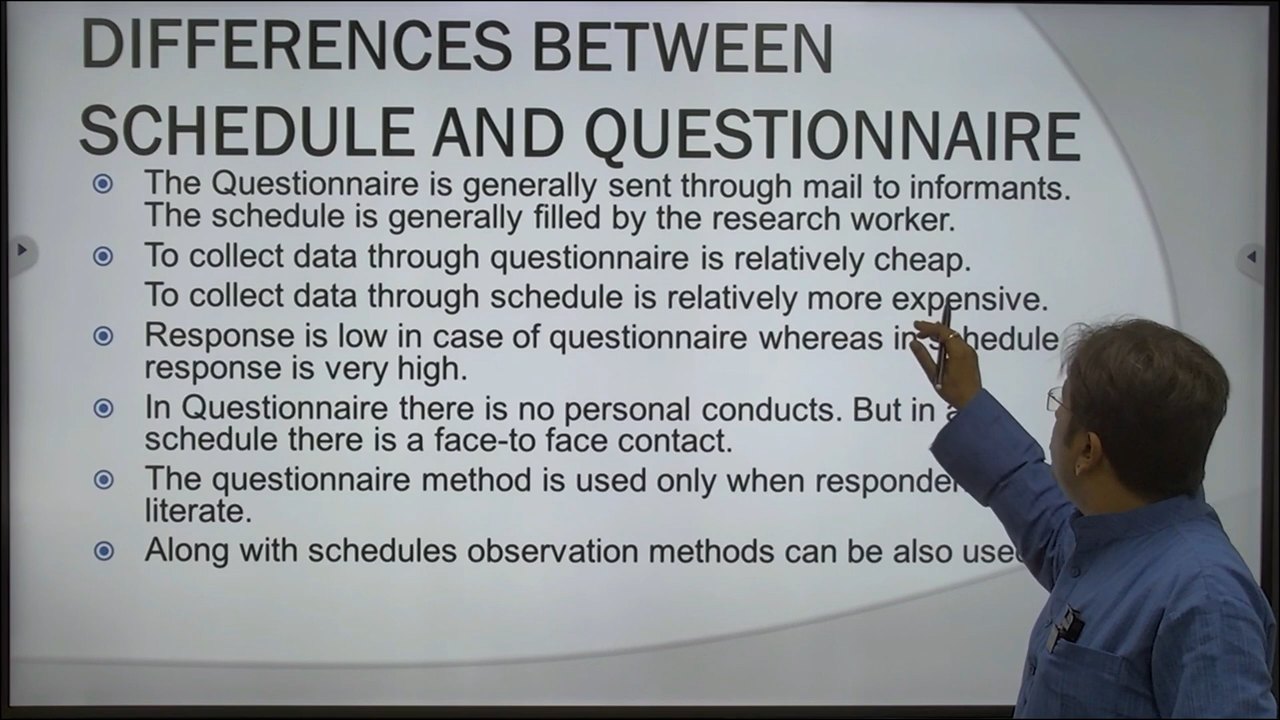 DIFFERENCES BETWEEN
SCHEDULE AND QUESTIONNAIRE
The Questionnaire is generally sent through mail to informants.
The schedule is generally filled by the research worker.
To collect data through questionnaire is relatively cheap.
To collect data through schedule is relatively more expensive.
Response is low in case of questionnaire whereas in schedule
response is very high.
In Questionnaire there is no personal conducts. But in a
schedule there is a face-to face contact.
The questionnaire method is used only when
literate.
Along with schedules observation methods can be also used